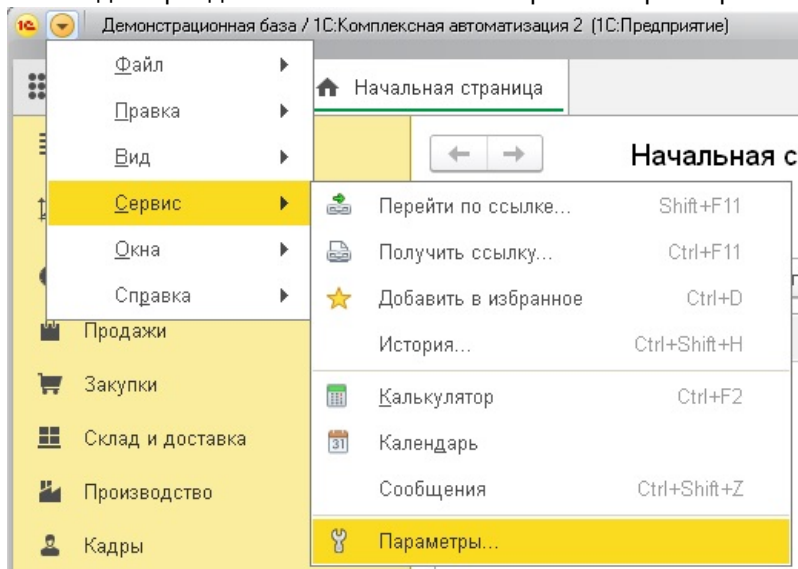 Демонстрационная база / 1С:Комплексная автоматизация 2 (1С:Предприятие)
Файл
Начальная страница
Правка
Вид
Начальная с
Сервис
Перейти по ссылке... Shift+F11
Окна
Получить ссылку... Ctrl+F11
Справка
Добавить в избранное Ctrl+D
Продажи
История... Ctrl+Shift+H
Закупки
Калькулятор Ctrl+F2
Склад и доставка
31 Календарь
Производство
Сообщения Ctrl+Shift+Z
Кадры
Параметры...